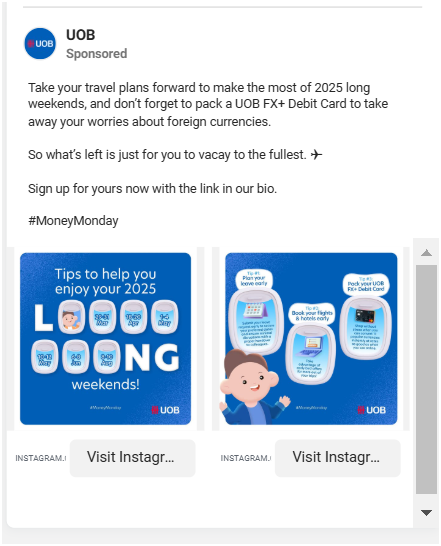 UOB
UOB
Sponsored
Take your travel plans forward to make the most of 2025 long
weekends, and don't forget to pack a UOB FX+ Debit Card to take
away your worries about foreign currencies.
So what's left is just for you to vacay to the fullest. ✈
Sign up for yours now with the link in our bio.
#MoneyMonday
Tips to help you
enjoy your 2025
L
NG
weekends!
#MoneyMonday
UOB
Tip #1
Plan your
leave early
Tip #2
Book your flights
& hotels early
Tip #3
Pack your UOB
FX+ Debit Card
#MoneyMonday
UOB
INSTAGRAM.
Visit Instagr...
INSTAGRAM.
Visit Instagr...